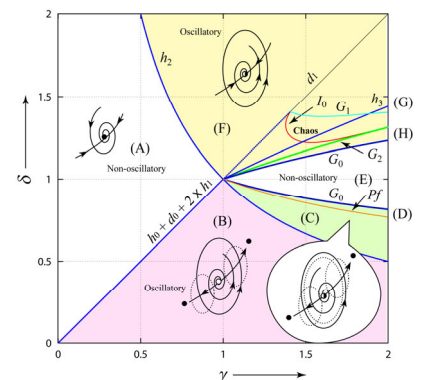 2
1.5
1
0.5
0
0
0.5
1
1.5
2
δ
γ
Oscillatory
h2
(F)
d1
I0
G1
h3
(G)
Chaos
G2
(H)
G0
(A)
Non-oscillatory
Non-oscillatory
(E)
G0
Pf
(D)
h0 + d0 + 2 × h1
(B)
(C)
Oscillatory